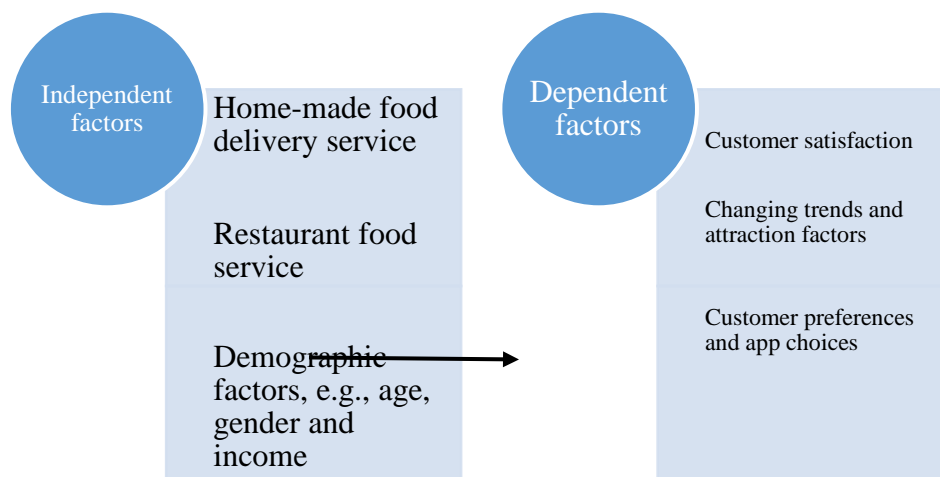 Independent
factors
Home-made food
delivery service
Restaurant food
service
Demographic
factors, e.g., age,
gender and
income
Dependent
factors
Customer satisfaction
Changing trends and
attraction factors
Customer preferences
and app choices